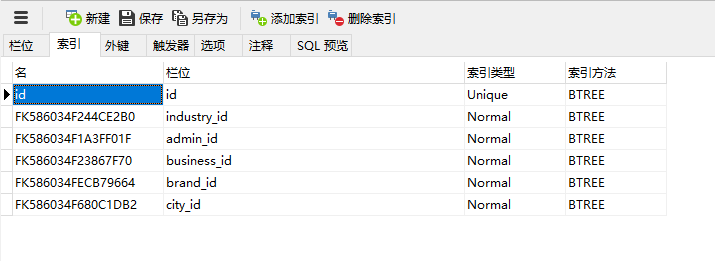 新建 保存 另存为 添加索引 删除索引
栏位 索引 外键 触发器 选项 注释 SQL 预览
名 栏位 索引类型 索引方法
id id Unique BTREE
FK586034F244CE2B0 industry_id Normal BTREE
FK586034F1A3FF01F admin_id Normal BTREE
FK586034F23867F70 business_id Normal BTREE
FK586034FECB79664 brand_id Normal BTREE
FK586034F680C1DB2 city_id Normal BTREE